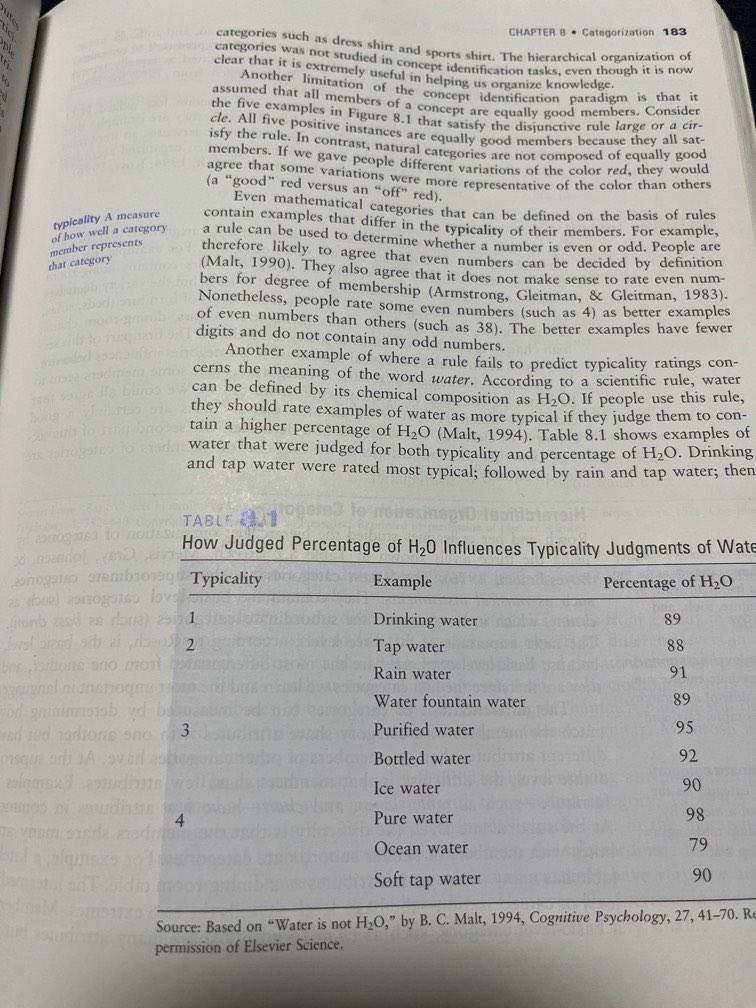 CHAPTER 8 • Categorization 183
categories such as dress shirt and sports shirt. The hierarchical organization of
categories was not studied in concept identification tasks, even though it is now
clear that it is extremely useful in helping us organize knowledge.
Another limitation of the concept identification paradigm is that it
assumed that all members of a concept are equally good members. Consider
the five examples in Figure 8.1 that satisfy the disjunctive rule large or a cir-
cle. All five positive instances are equally good members because they all sat-
isfy the rule. In contrast, natural categories are not composed of equally good
members. If we gave people different variations of the color red, they would
agree that some variations were more representative of the color than others
(a "good" red versus an "off" red).
Even mathematical categories that can be defined on the basis of rules
contain examples that differ in the typicality of their members. For example,
a rule can be used to determine whether a number is even or odd. People are
therefore likely to agree that even numbers can be decided by definition
(Malt, 1990). They also agree that it does not make sense to rate even num-
bers for degree of membership (Armstrong, Gleitman, & Gleitman, 1983).
Nonetheless, people rate some even numbers (such as 4) as better examples
of even numbers than others (such as 38). The better examples have fewer
digits and do not contain any odd numbers.
Another example of where a rule fails to predict typicality ratings con-
cerns the meaning of the word water. According to a scientific rule, water
can be defined by its chemical composition as H₂O. If people use this rule,
they should rate examples of water as more typical if they judge them to con-
tain a higher percentage of H₂O (Malt, 1994). Table 8.1 shows examples of
water that were judged for both typicality and percentage of H₂O. Drinking
and tap water were rated most typical; followed by rain and tap water; then
typicality A measure
of how well a category
member represents
that category
TABLE 8.1
How Judged Percentage of H₂O Influences Typicality Judgments of Wate
Typicality Example Percentage of H₂O
1 Drinking water 89
2 Tap water 88
Rain water 91
Water fountain water 89
3 Purified water 95
Bottled water 92
Ice water 90
4 Pure water 98
Ocean water 79
Soft tap water 90
Source: Based on "Water is not H₂O," by B. C. Malt, 1994, Cognitive Psychology, 27, 41–70. Re
permission of Elsevier Science.